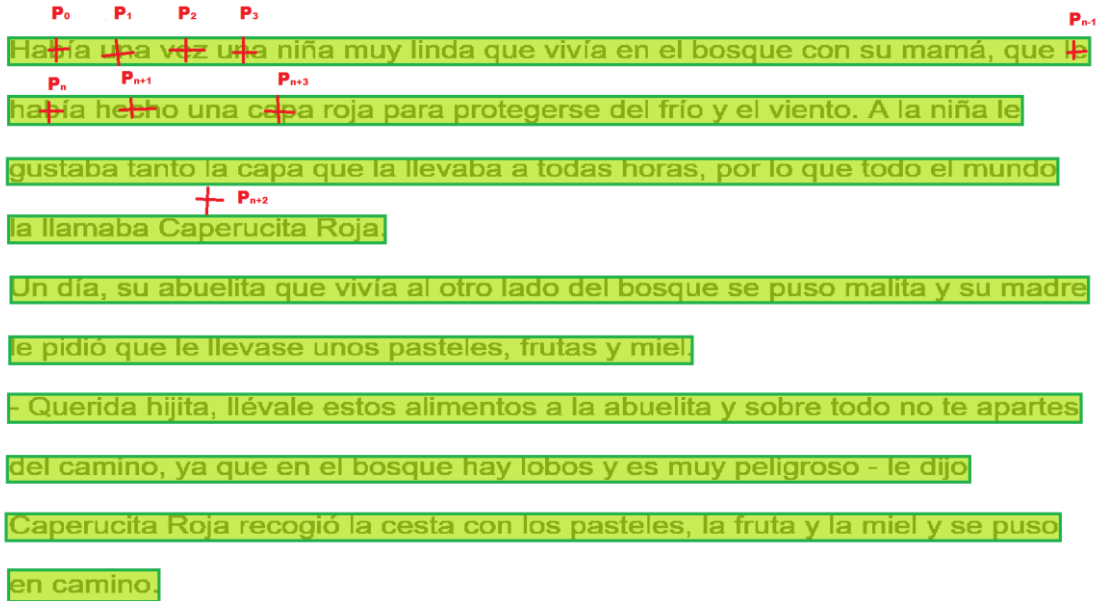 P₀ P₁ P₂ P₃ Pₙ₋₁
Había una vez una niña muy linda que vivía en el bosque con su mamá, que le
Pₙ Pₙ₊₁ Pₙ₊₃
había hecho una capa roja para protegerse del frío y el viento. A la niña le
gustaba tanto la capa que la llevaba a todas horas, por lo que todo el mundo
Pₙ₊₂
la llamaba Caperucita Roja.
Un día, su abuelita que vivía al otro lado del bosque se puso malita y su madre
le pidió que le llevase unos pasteles, frutas y miel.
- Querida hijita, llévale estos alimentos a la abuelita y sobre todo no te apartes
del camino, ya que en el bosque hay lobos y es muy peligroso - le dijo
Caperucita Roja recogió la cesta con los pasteles, la fruta y la miel y se puso
en camino.